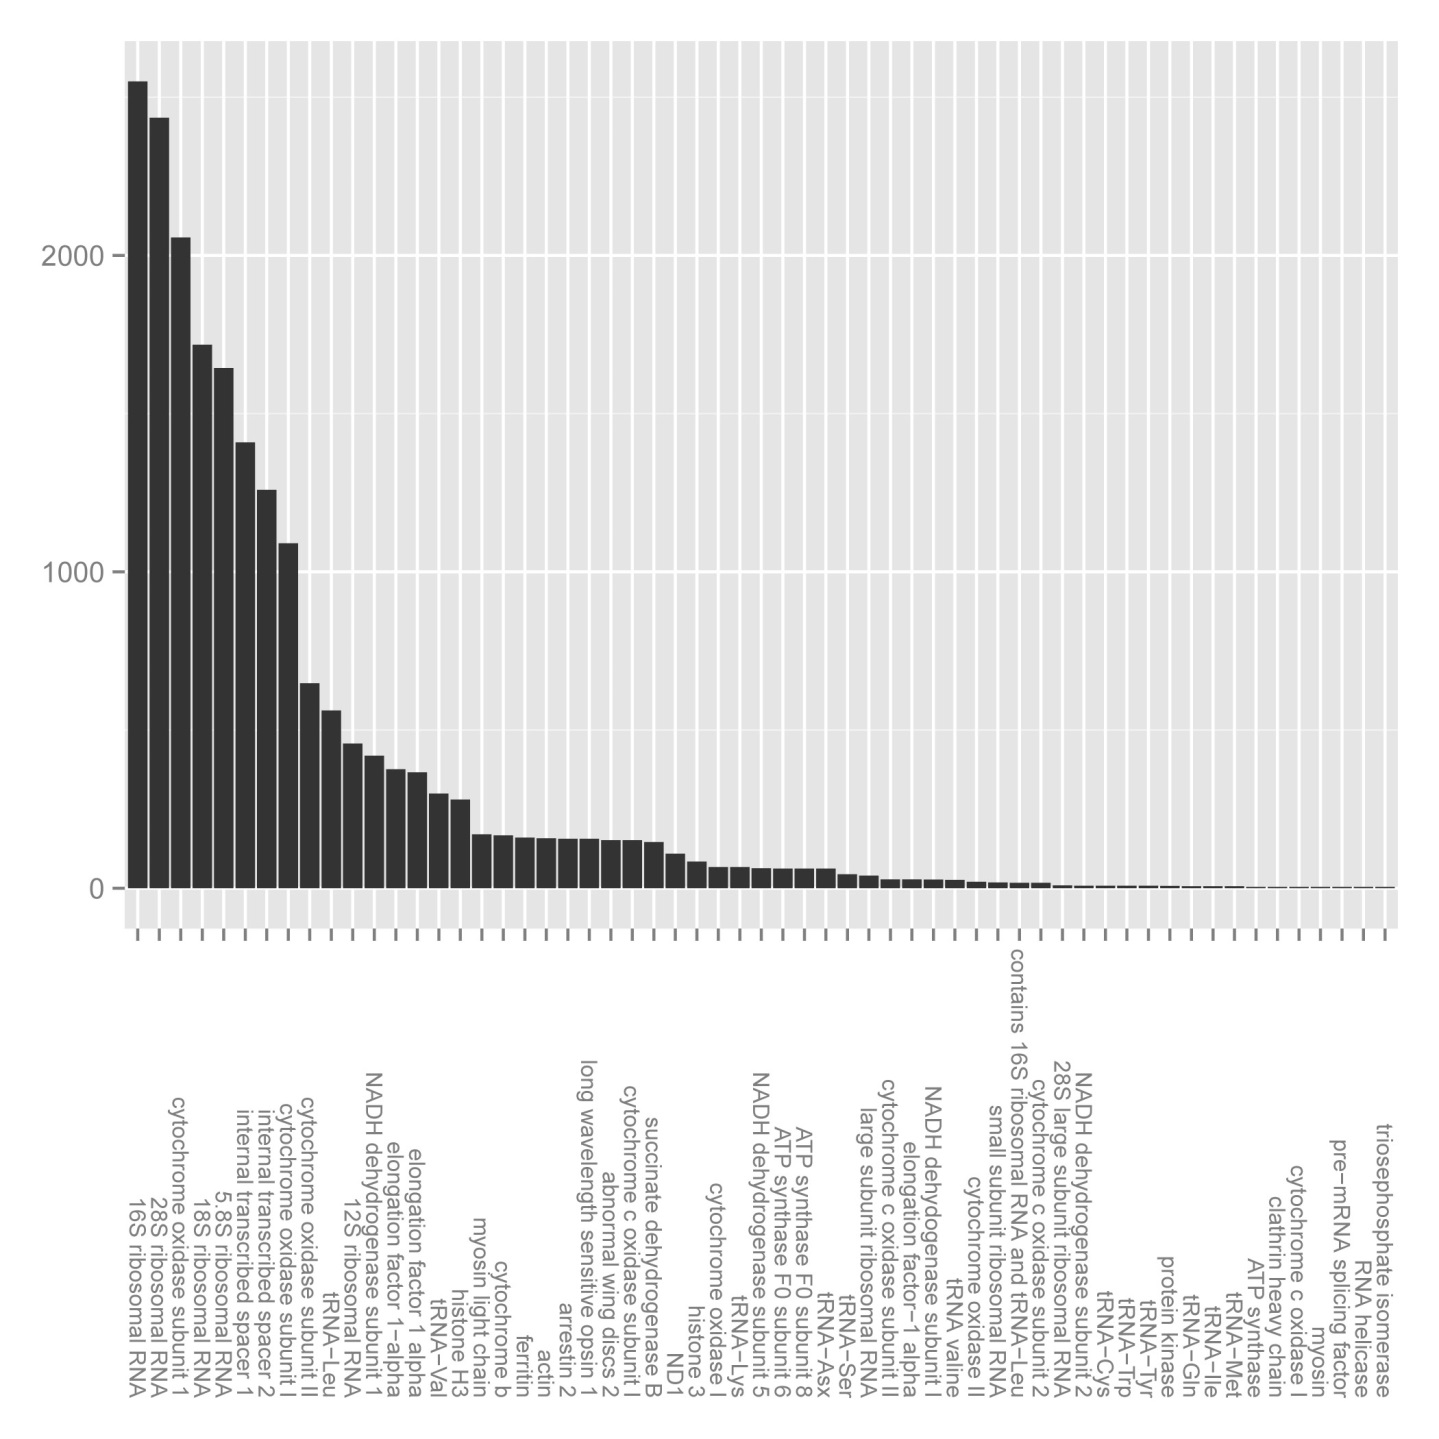 2000
1000
0
16S ribosomal RNA
28S ribosomal RNA
cytochrome oxidase subunit 1
18S ribosomal RNA
5.8S ribosomal RNA
internal transcribed spacer 1
internal transcribed spacer 2
cytochrome oxidase subunit I
cytochrome oxidase subunit II
tRNA−Leu
12S ribosomal RNA
NADH dehydrogenase subunit 1
elongation factor 1−alpha
elongation factor 1 alpha
tRNA−Val
histone H3
myosin light chain
cytochrome b
ferritin
actin
arrestin 2
long wavelength sensitive opsin 1
abnormal wing discs 2
cytochrome c oxidase subunit I
succinate dehydrogenase B
ND1
histone 3
cytochrome oxidase I
tRNA−Lys
NADH dehydrogenase subunit 5
ATP synthase F0 subunit 6
ATP synthase F0 subunit 8
tRNA−Asx
tRNA−Ser
large subunit ribosomal RNA
cytochrome c oxidase subunit II
elongation factor−1 alpha
NADH dehydogenase subunit I
tRNA valine
cytochrome oxidase II
small subunit ribosomal RNA
contains 16S ribosomal RNA and tRNA−Leu
cytochrome c oxidase subunit 2
28S large subunit ribosomal RNA
NADH dehydrogenase subunit 2
tRNA−Cys
tRNA−Trp
tRNA−Tyr
protein kinase
tRNA−Gln
tRNA−Ile
tRNA−Met
ATP synthase
clathrin heavy chain
cytochrome c oxidase I
myosin
pre−mRNA splicing factor
RNA helicase
triosephosphate isomerase